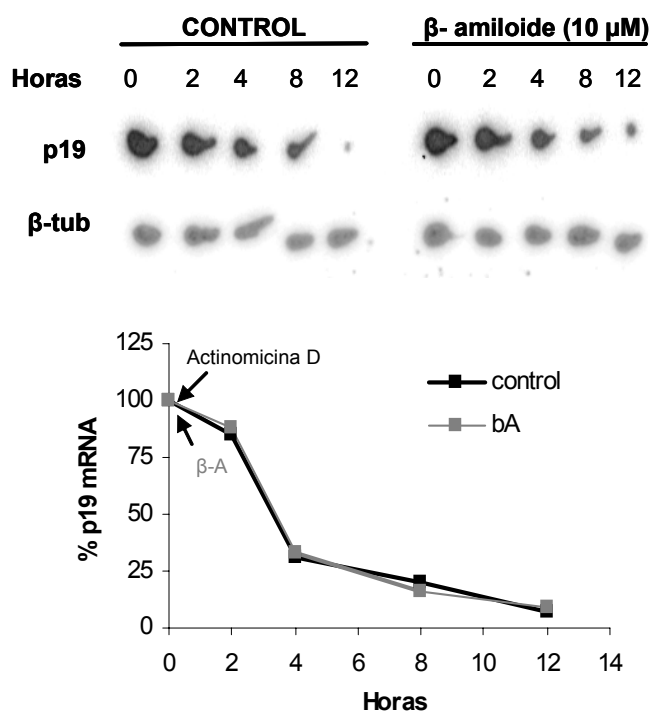 CONTROL β- amiloide (10 µM)
Horas 0 2 4 8 12 0 2 4 8 12
p19
β-tub
125
Actinomicina D
control
100
bA
β-A
75
% p19 mRNA
50
25
0
0 2 4 6 8 10 12 14
Horas